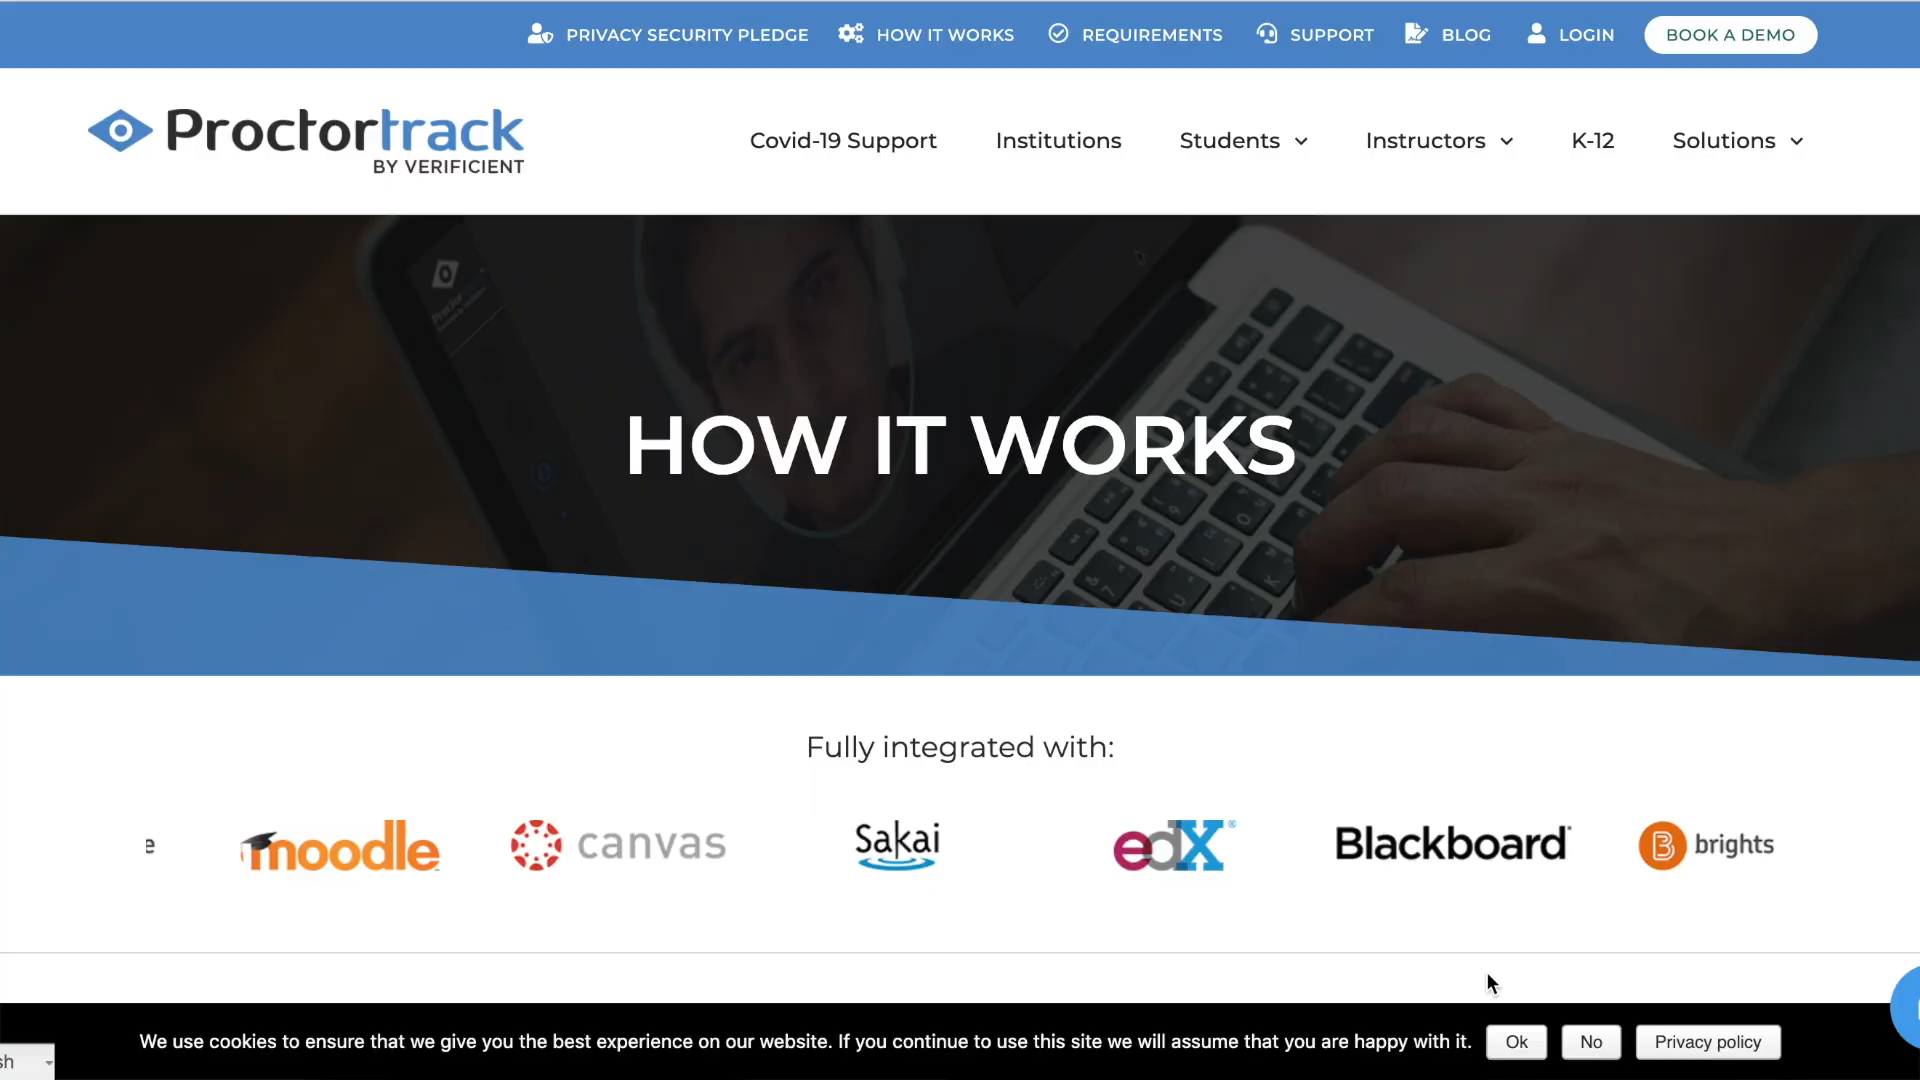 PRIVACY SECURITY PLEDGE HOW IT WORKS REQUIREMENTS SUPPORT BLOG LOGIN BOOK A DEMO
Proctortrack
BY VERIFICIENT
Covid-19 Support Institutions Students Instructors K-12 Solutions
HOW IT WORKS
Fully integrated with:
e moodle canvas Sakai edX® Blackboard® B brights
We use cookies to ensure that we give you the best experience on our website. If you continue to use this site we will assume that you are happy with it. Ok No Privacy policy
sh